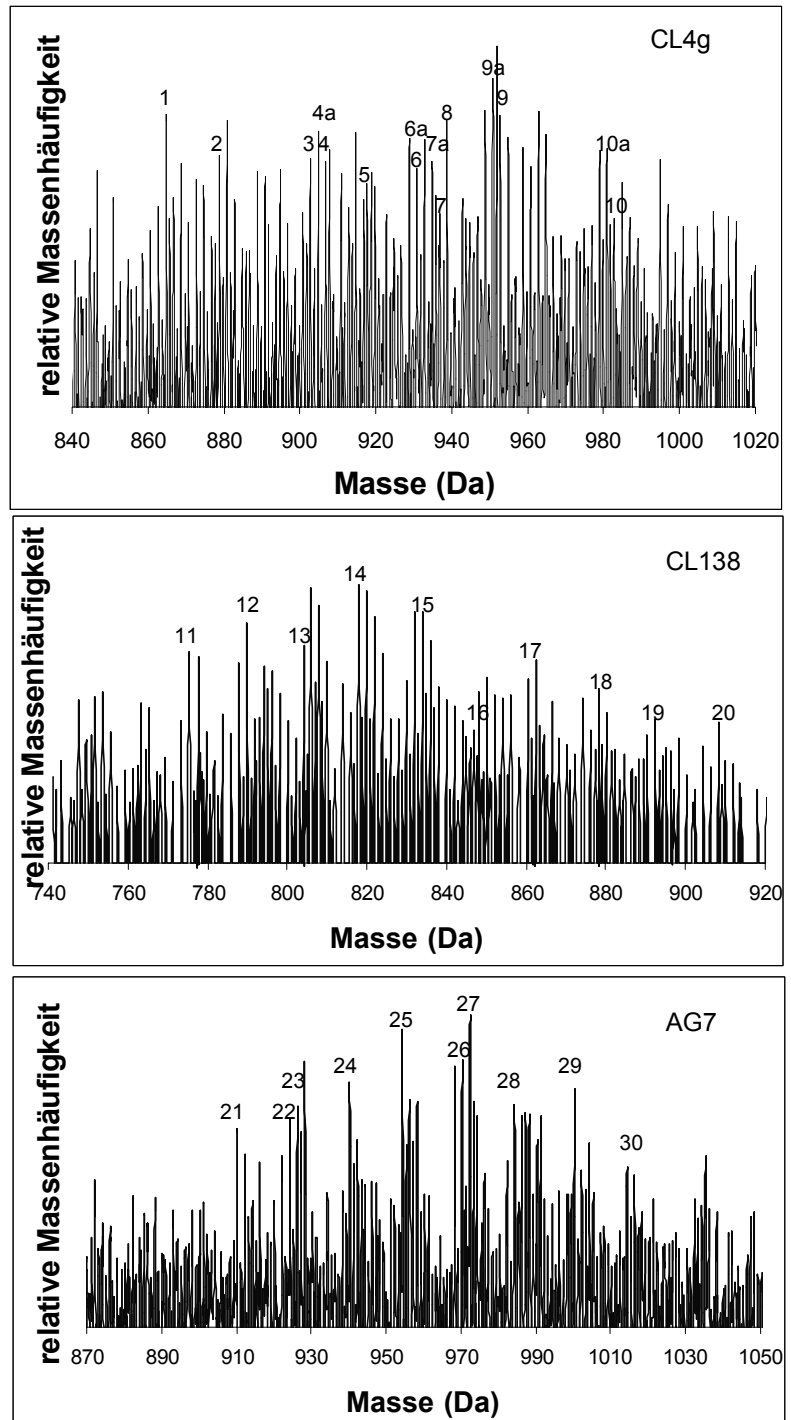 CL4g
relative Massenhäufigkeit
1
2
3
4a
4
5
6a
6
7a
7
8
9a
9
10a
10
840 860 880 900 920 940 960 980 1000 1020
Masse (Da)
CL138
relative Massenhäufigkeit
11
12
13
14
15
16
17
18
19
20
740 760 780 800 820 840 860 880 900 920
Masse (Da)
AG7
relative Massenhäufigkeit
21
22
23
24
25
26
27
28
29
30
870 890 910 930 950 970 990 1010 1030 1050
Masse (Da)